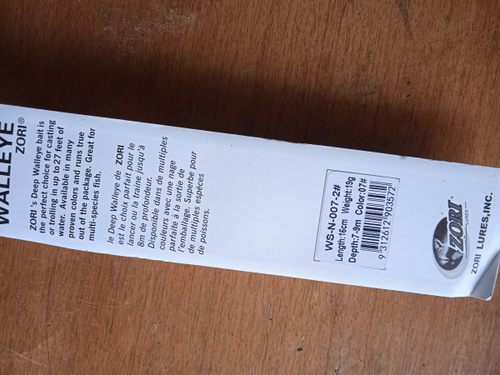 WALLEYE
ZORI®
ZORI's Deep Walleye bait is
the perfect choice for casting
or rolling in up to 27 feet of
water. Available in many
proven colors and runs true
out of the package. Great for
multi-species fish.
le Deep Walleye de ZORI
est le choix parfait pour le
lancer ou la traine jusqu'à
8m de profondeur.
Disponible dans de multiples
couleurs avec une nage
parfaite à la sortie de
l'emballage. Superbe pour
de multiples espèces
de poissons.
WS-N-007-2#
Length:16cm Weight:19g
Depth:7-9m Color:07#
9 312612 903572
ZORI
LURES
ZORI LURES,INC.